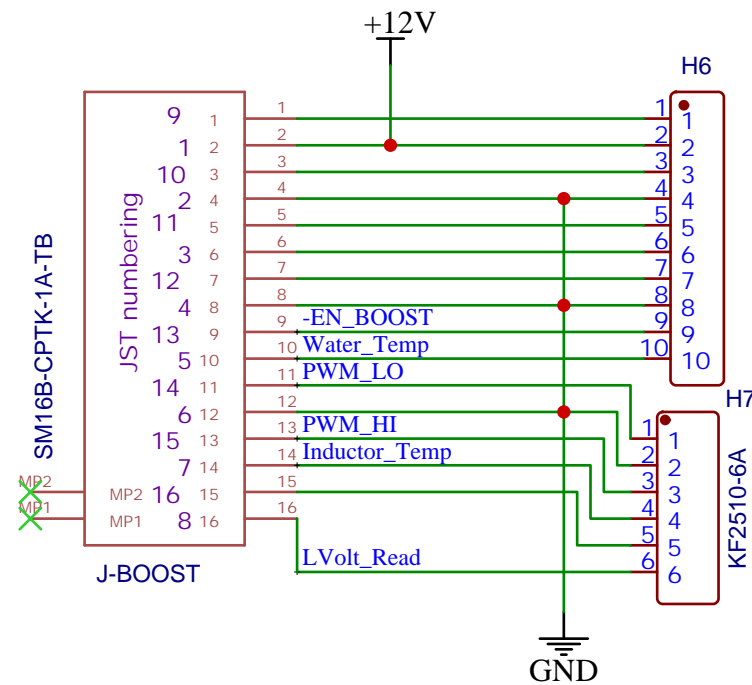 +12V
H6
SM16B-CPTK-1A-TB
JST numbering
9 1 1
1 2 2
10 3 3
2 4 4
11 5 5
3 6 6
12 7 7
4 8 8
13 9 9
5 10 10
14 11 11
6 12 12
15 13 13
7 14 14
16 15 15
8 16 16
MP2 MP2
MP1 MP1
J-BOOST
-EN_BOOST
Water_Temp
PWM_LO
PWM_HI
Inductor_Temp
LVolt_Read
1 1
2 2
3 3
4 4
5 5
6 6
7 7
8 8
9 9
10 10
H7
1 1
2 2
3 3
4 4
5 5
6 6
KF2510-6A
GND